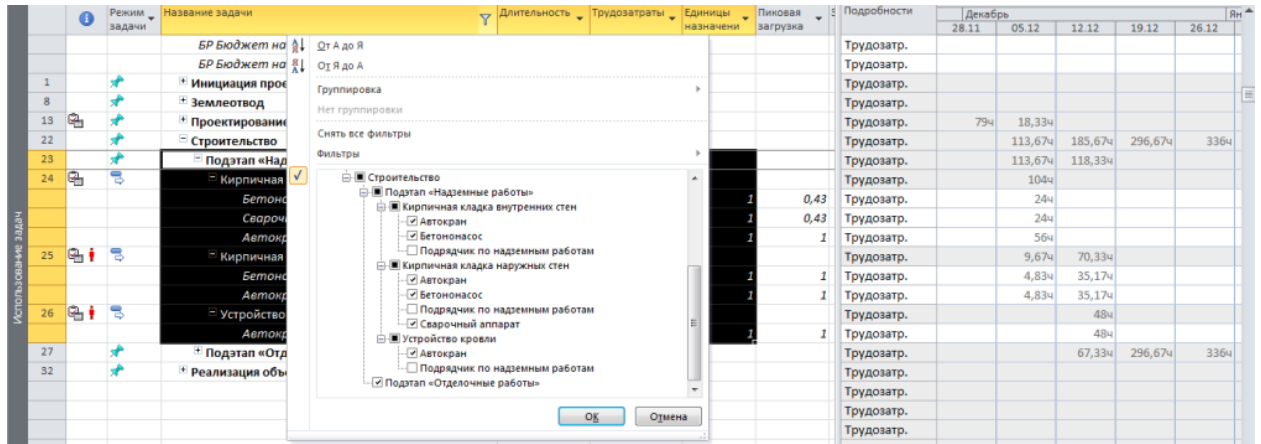 Режим задачи Название задачи Длительность Трудозатраты Единицы назначени Пиковая загрузка Подробности Декабрь Ян
28.11 05.12 12.12 19.12 26.12
БР Бюджет на Трудозатр.
БР Бюджет на Трудозатр.
1 Инициация прое Трудозатр.
8 Землеотвод Трудозатр.
13 Проектирование Трудозатр. 79ч 18,33ч
22 Строительство Трудозатр. 113,67ч 185,67ч 296,67ч 336ч
23 Подэтап «Над Трудозатр. 113,67ч 118,33ч
24 Кирпичная Трудозатр. 104ч
Бетоно 1 0,43 Трудозатр. 24ч
Свароч 1 0,43 Трудозатр. 24ч
Автокр 1 1 Трудозатр. 56ч
25 Кирпичная Трудозатр. 9,67ч 70,33ч
Бетоно 1 1 Трудозатр. 4,83ч 35,17ч
Автокр 1 1 Трудозатр. 4,83ч 35,17ч
26 Устройство Трудозатр. 48ч
Автокр 1 1 Трудозатр. 48ч
27 Подэтап «Отд Трудозатр. 67,33ч 296,67ч 336ч
32 Реализация объ Трудозатр.
Трудозатр.
Трудозатр.
Трудозатр.
Использование задач
От А до Я
От Я до А
Группировка
Нет группировки
Снять все фильтры
Фильтры
Строительство
Подэтап «Надземные работы»
Кирпичная кладка внутренних стен
Автокран
Бетононасос
Подрядчик по надземным работам
Кирпичная кладка наружных стен
Автокран
Бетононасос
Подрядчик по надземным работам
Сварочный аппарат
Устройство кровли
Автокран
Подрядчик по надземным работам
Подэтап «Отделочные работы»
ОК Отмена